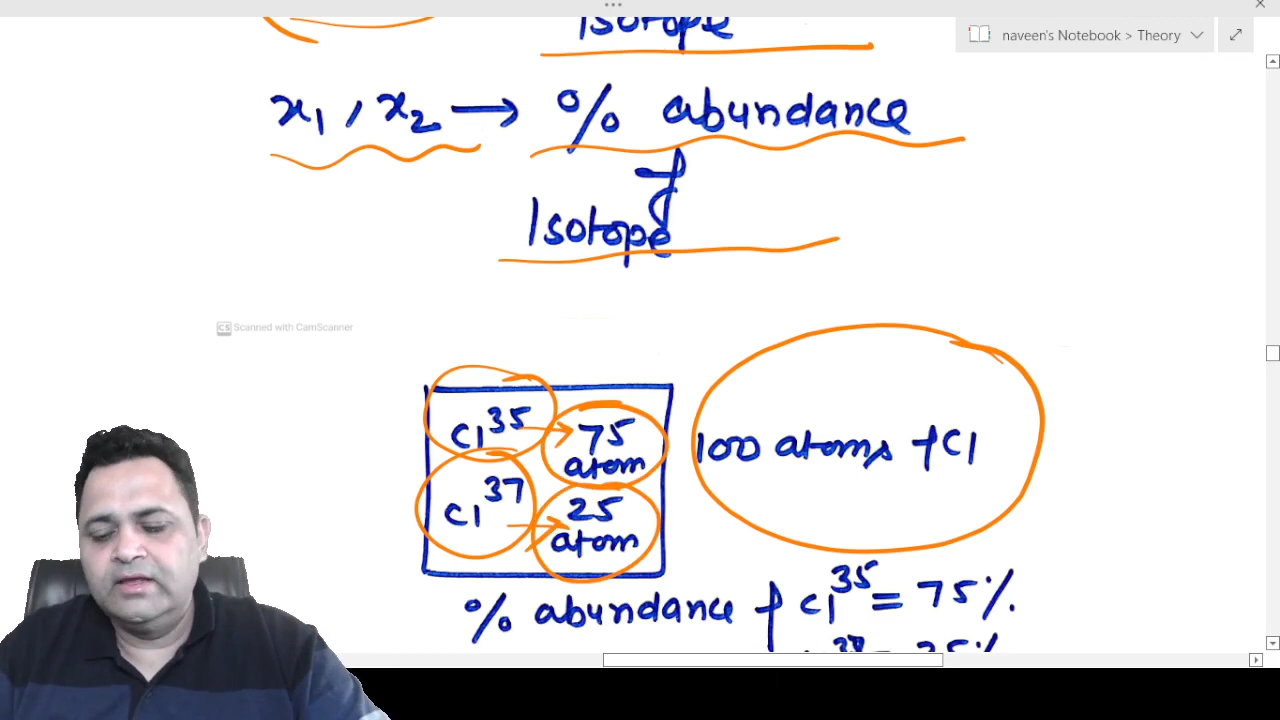 naveen's Notebook > Theory
Isotope
x1, x2 → % abundance
of
Isotope
CS Scanned with CamScanner
Cl35 → 75
atom
Cl37 → 25
atom
100 atoms of Cl
% abundance of Cl35 = 75%.